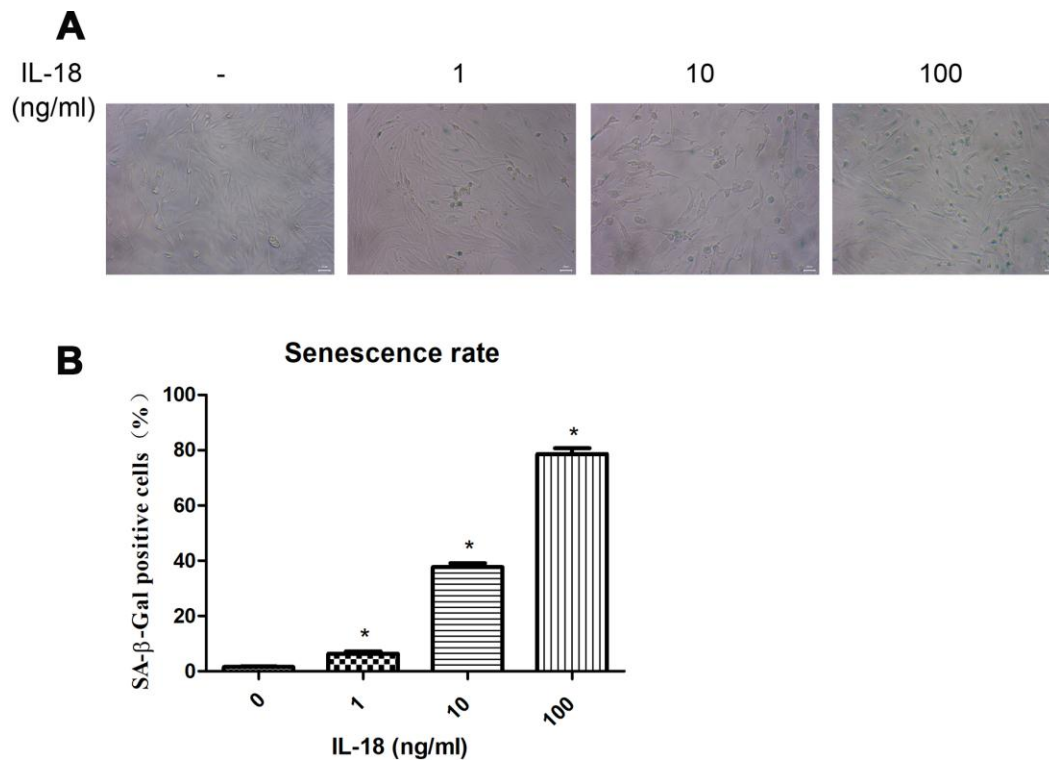 A
IL-18 - 1 10 100
(ng/ml)
B
Senescence rate
SA-β-Gal positive cells（%）
100
80
60
40
20
0
*
*
*
0 1 10 100
IL-18 (ng/ml)